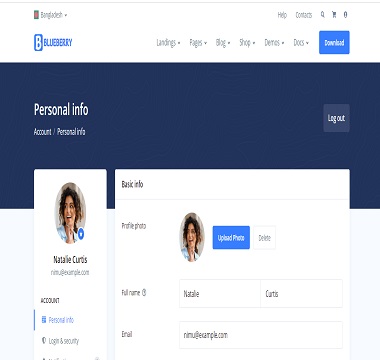 Bangladesh
Help Contacts
BLUEBERRY
Landings Pages Blog Shop Demos Docs Download
Personal info
Account / Personal Info
Log out
Basic info
Profile photo
Upload Photo Delete
Natalie Curtis
nimu@example.com
Full name Natalie Curtis
ACCOUNT
Personal info
Email nimu@example.com
Login & security